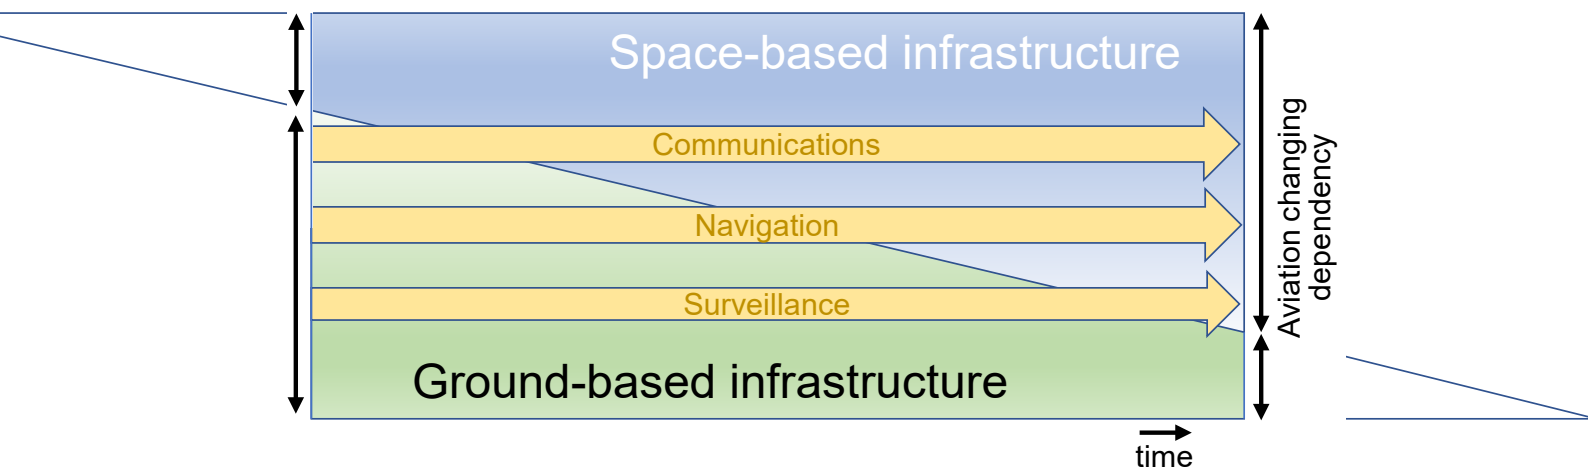 Space-based infrastructure
Communications
Navigation
Surveillance
Ground-based infrastructure
Aviation changing
dependency
time